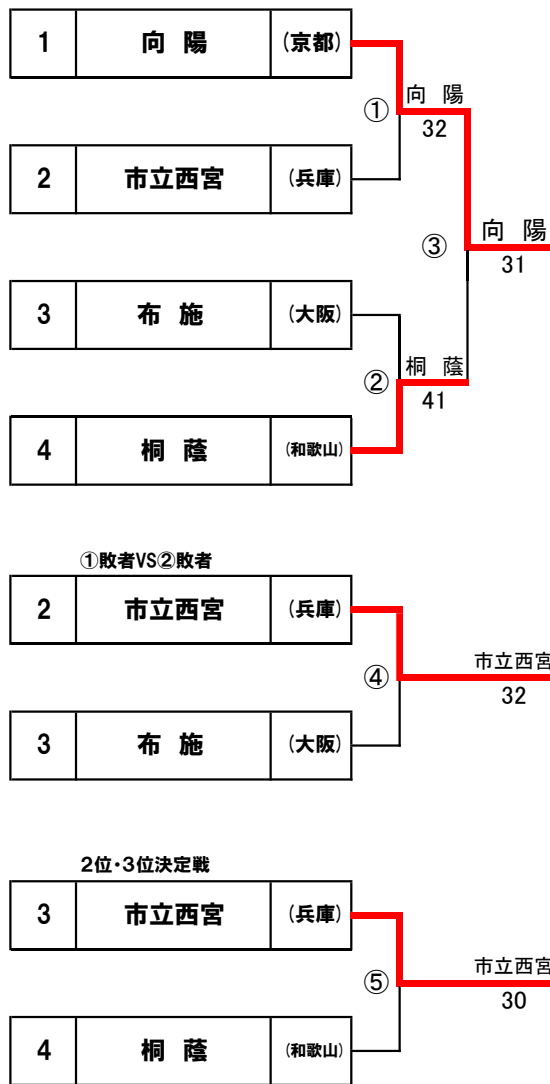 1 向 陽 (京都)
向 陽
①
32
2 市立西宮 (兵庫)
向 陽
③
31
3 布 施 (大阪)
桐 蔭
②
41
4 桐 蔭 (和歌山)
①敗者VS②敗者
2 市立西宮 (兵庫)
市立西宮
④
32
3 布 施 (大阪)
2位・3位決定戦
3 市立西宮 (兵庫)
市立西宮
⑤
30
4 桐 蔭 (和歌山)